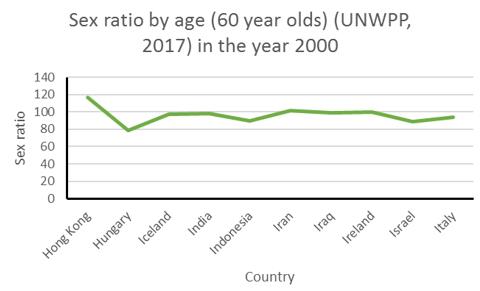 Sex ratio by age (60 year olds) (UNWPP,
2017) in the year 2000
140
120
100
80
60
40
20
0
Sex ratio
Hong Kong
Hungary
Iceland
India
Indonesia
Iran
Iraq
Ireland
Israel
Italy
Country